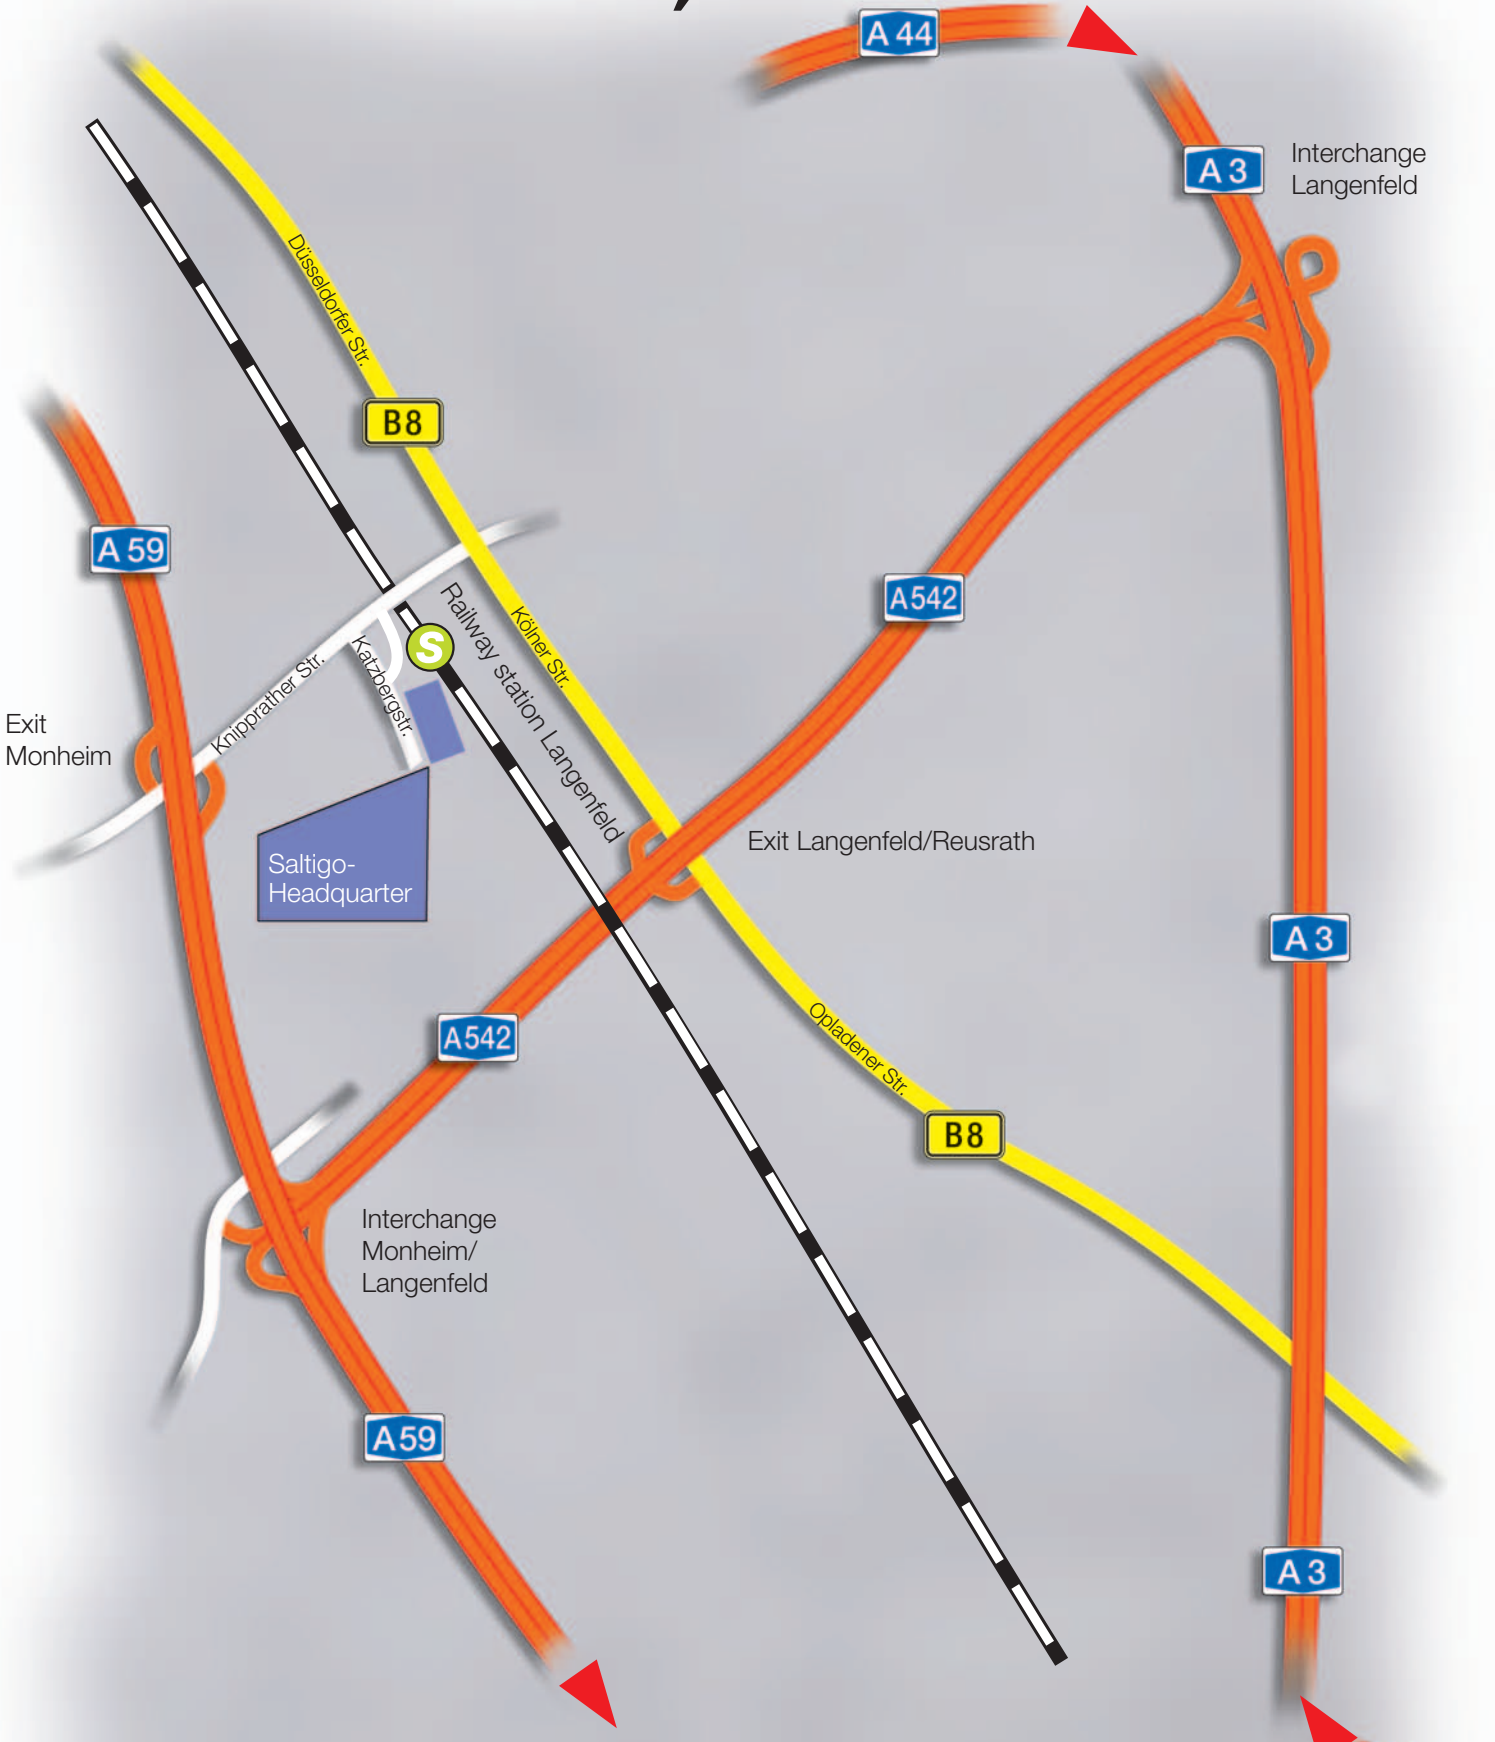 A 44
A 3
Interchange
Langenfeld
Düsseldorfer Str.
B8
A 59
A542
S
Railway station Langenfeld
Kölner Str.
Katzbergstr.
Knipprather Str.
Exit
Monheim
Exit Langenfeld/Reusrath
Saltigo-
Headquarter
A 3
A542
Opladener Str.
B8
Interchange
Monheim/
Langenfeld
A59
A 3